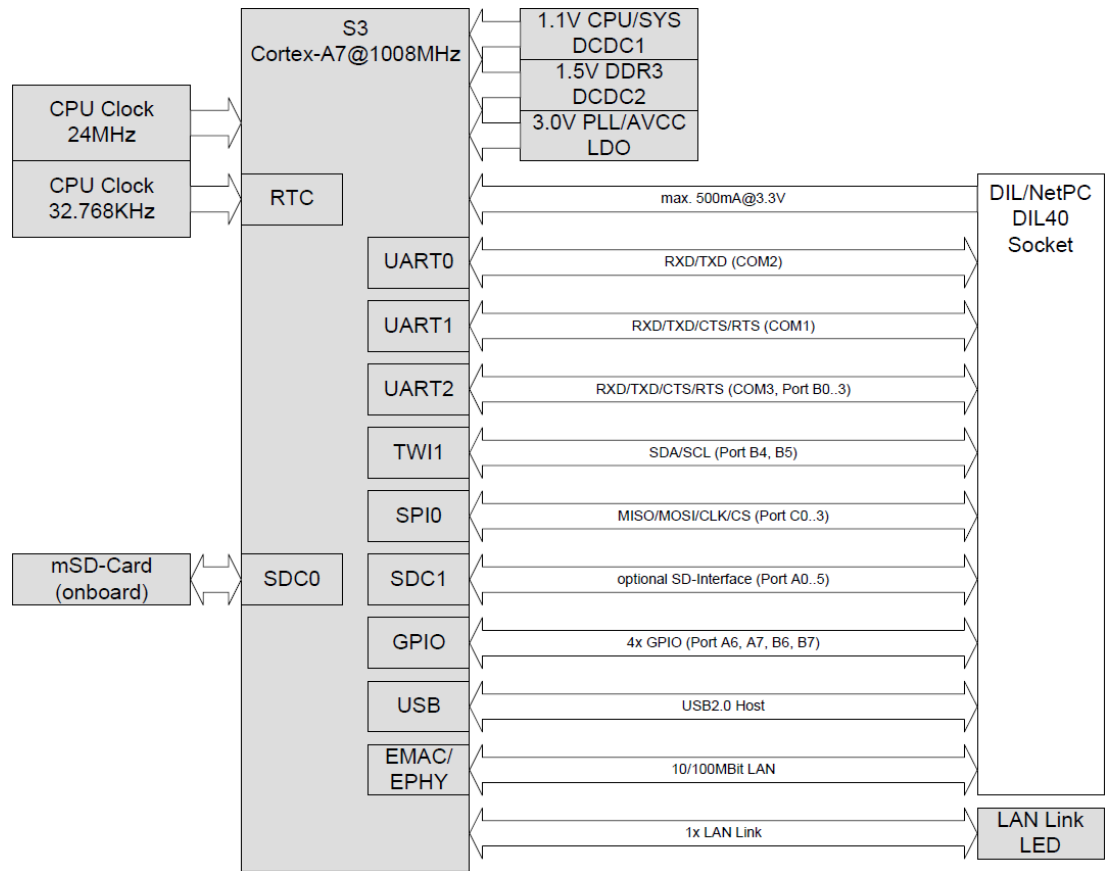 S3
Cortex-A7@1008MHz
1.1V CPU/SYS
DCDC1
1.5V DDR3
DCDC2
3.0V PLL/AVCC
LDO
CPU Clock
24MHz
CPU Clock
32.768KHz
RTC
max. 500mA@3.3V
DIL/NetPC
DIL40
Socket
UART0
RXD/TXD (COM2)
UART1
RXD/TXD/CTS/RTS (COM1)
UART2
RXD/TXD/CTS/RTS (COM3, Port B0..3)
TWI1
SDA/SCL (Port B4, B5)
SPI0
MISO/MOSI/CLK/CS (Port C0..3)
mSD-Card
(onboard)
SDC0
SDC1
optional SD-Interface (Port A0..5)
GPIO
4x GPIO (Port A6, A7, B6, B7)
USB
USB2.0 Host
EMAC/
EPHY
10/100MBit LAN
1x LAN Link
LAN Link
LED